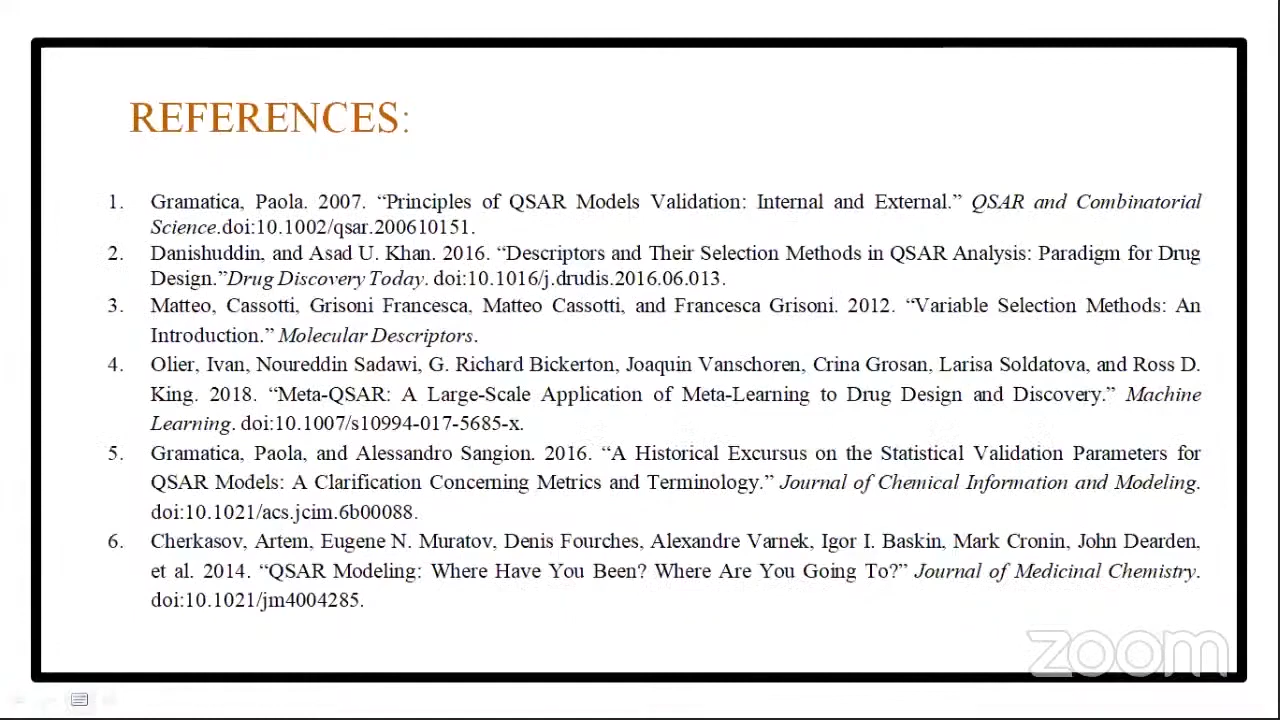 REFERENCES:
1. Gramatica, Paola. 2007. “Principles of QSAR Models Validation: Internal and External.” QSAR and Combinatorial
Science.doi:10.1002/qsar.200610151.
2. Danishuddin, and Asad U. Khan. 2016. “Descriptors and Their Selection Methods in QSAR Analysis: Paradigm for Drug
Design.”Drug Discovery Today. doi:10.1016/j.drudis.2016.06.013.
3. Matteo, Cassotti, Grisoni Francesca, Matteo Cassotti, and Francesca Grisoni. 2012. “Variable Selection Methods: An
Introduction.” Molecular Descriptors.
4. Olier, Ivan, Noureddin Sadawi, G. Richard Bickerton, Joaquin Vanschoren, Crina Grosan, Larisa Soldatova, and Ross D.
King. 2018. “Meta-QSAR: A Large-Scale Application of Meta-Learning to Drug Design and Discovery.” Machine
Learning. doi:10.1007/s10994-017-5685-x.
5. Gramatica, Paola, and Alessandro Sangion. 2016. “A Historical Excursus on the Statistical Validation Parameters for
QSAR Models: A Clarification Concerning Metrics and Terminology.” Journal of Chemical Information and Modeling.
doi:10.1021/acs.jcim.6b00088.
6. Cherkasov, Artem, Eugene N. Muratov, Denis Fourches, Alexandre Varnek, Igor I. Baskin, Mark Cronin, John Dearden,
et al. 2014. “QSAR Modeling: Where Have You Been? Where Are You Going To?” Journal of Medicinal Chemistry.
doi:10.1021/jm4004285.
zoom